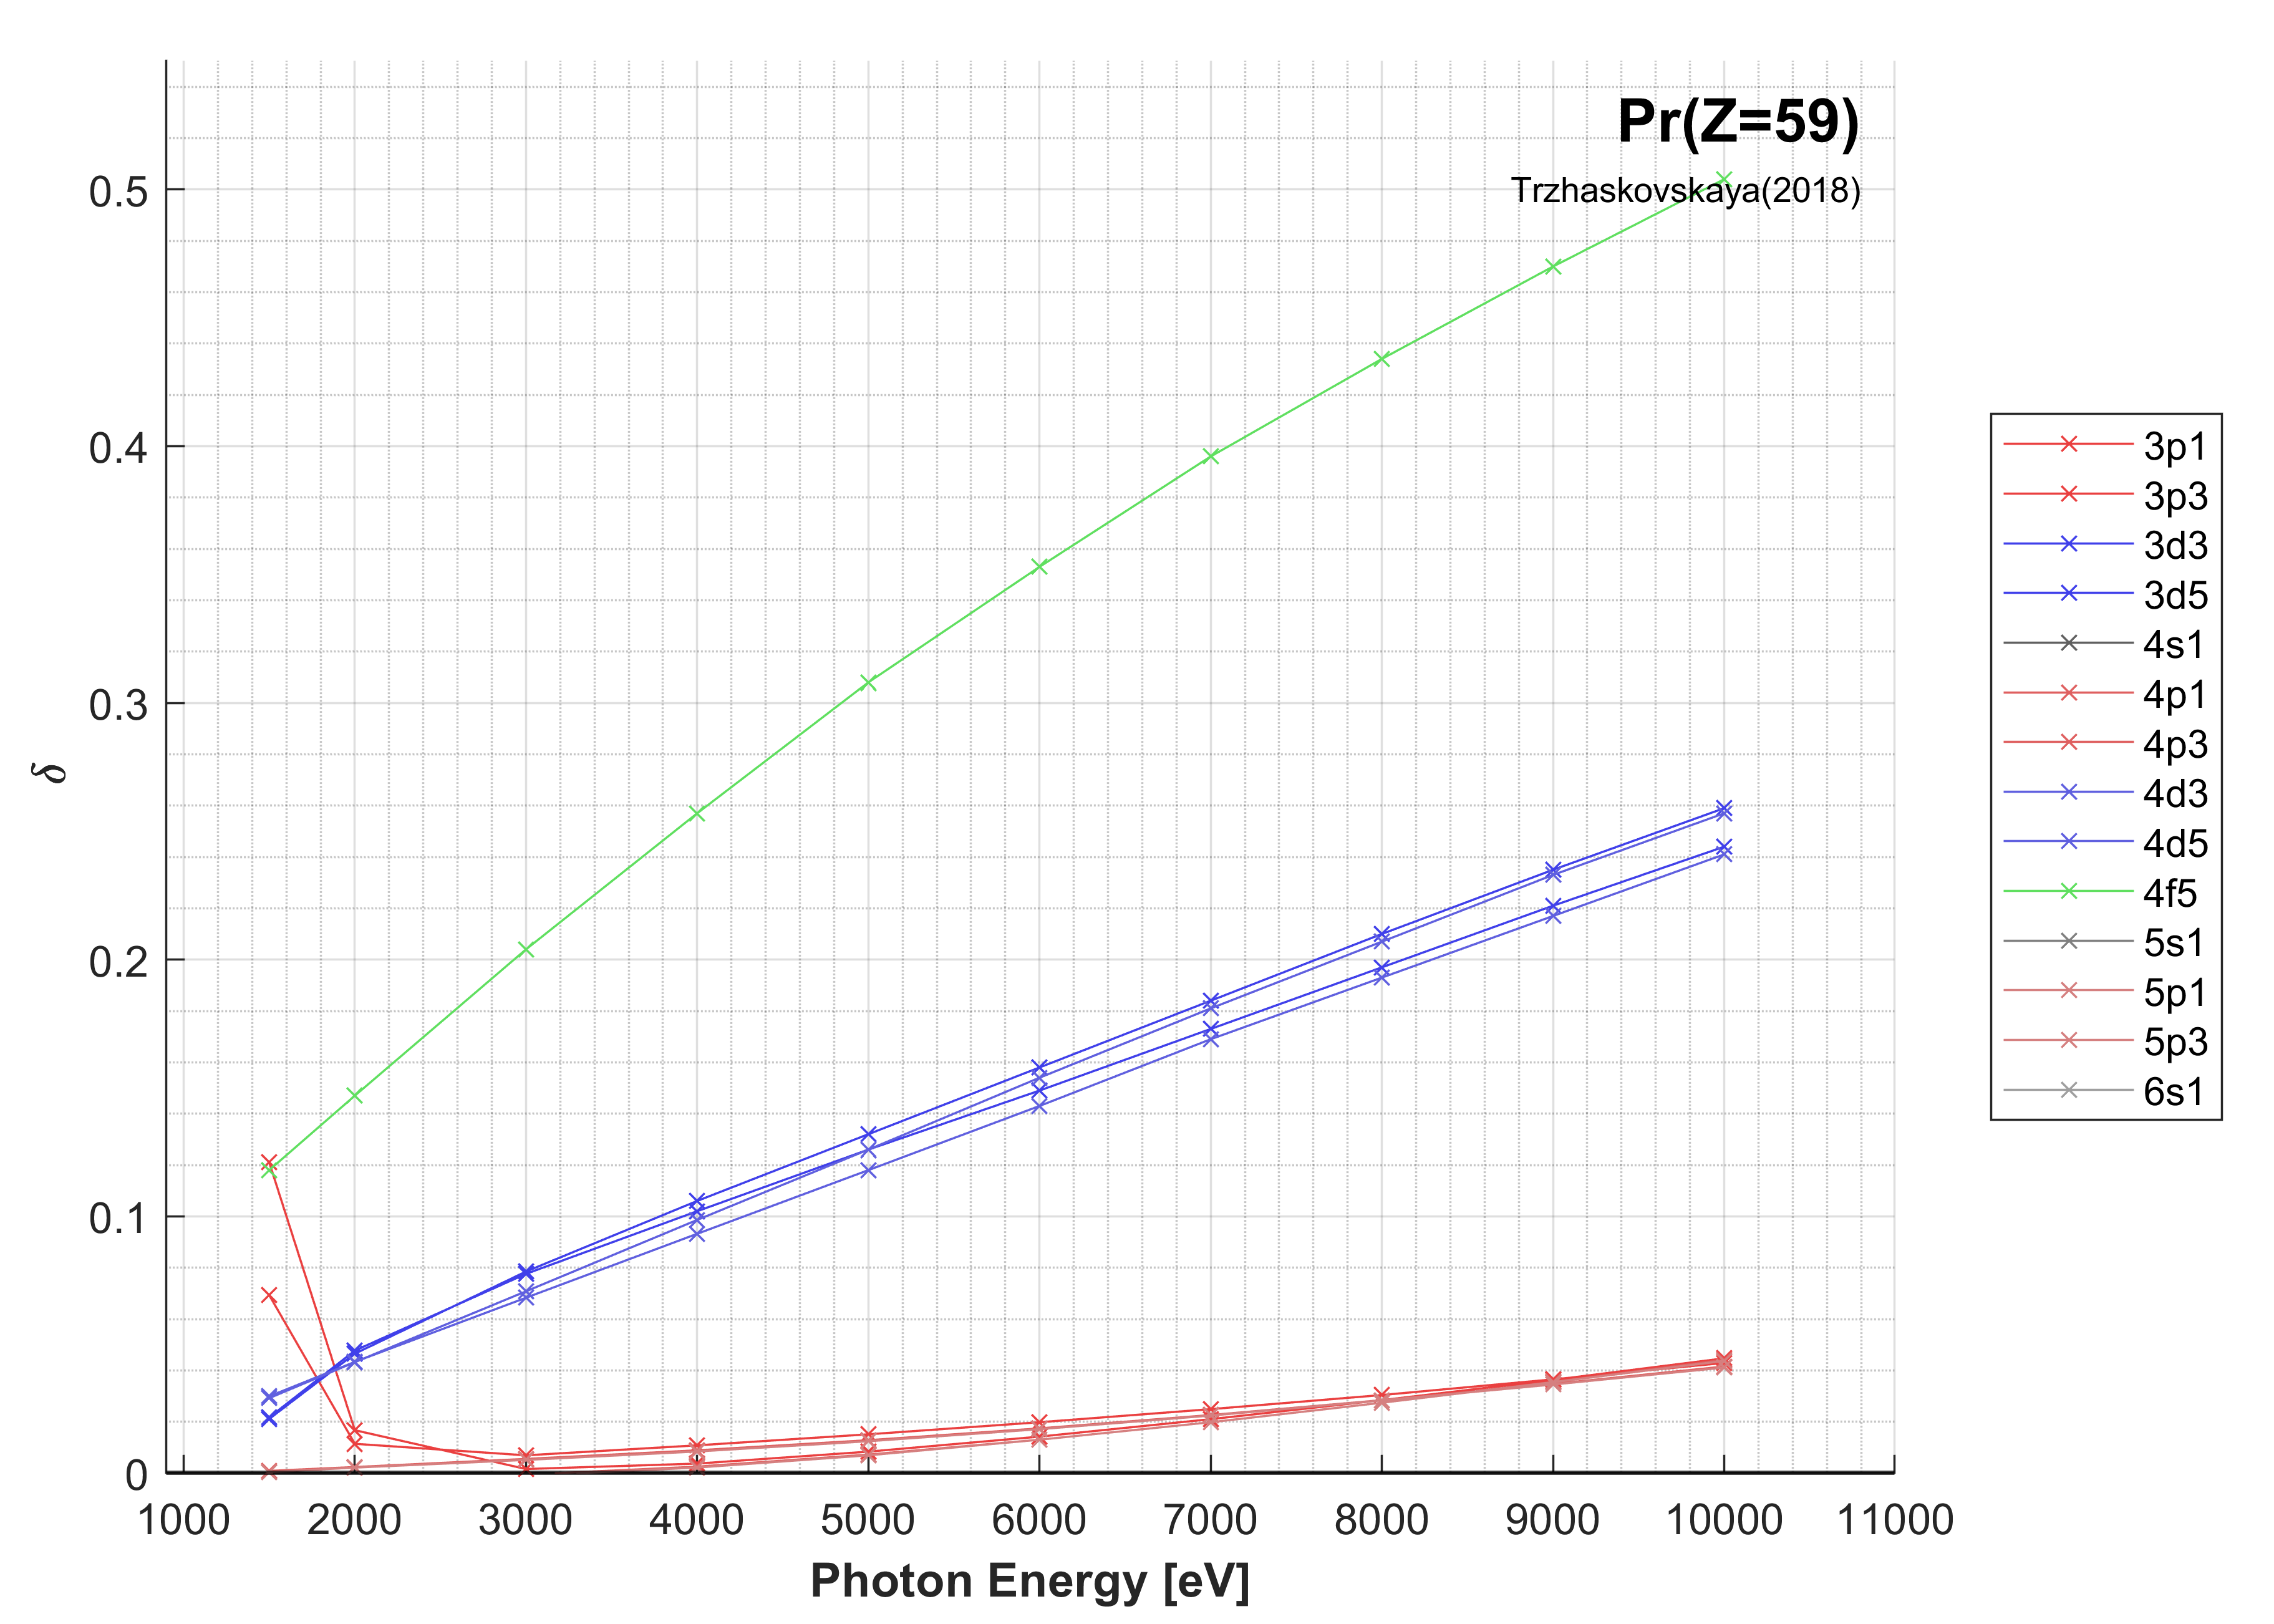 Pr(Z=59)
Trzhaskovskaya(2018)
0.5
0.4
0.3
0.2
0.1
0
δ
1000 2000 3000 4000 5000 6000 7000 8000 9000 10000 11000
Photon Energy [eV]
3p1
3p3
3d3
3d5
4s1
4p1
4p3
4d3
4d5
4f5
5s1
5p1
5p3
6s1